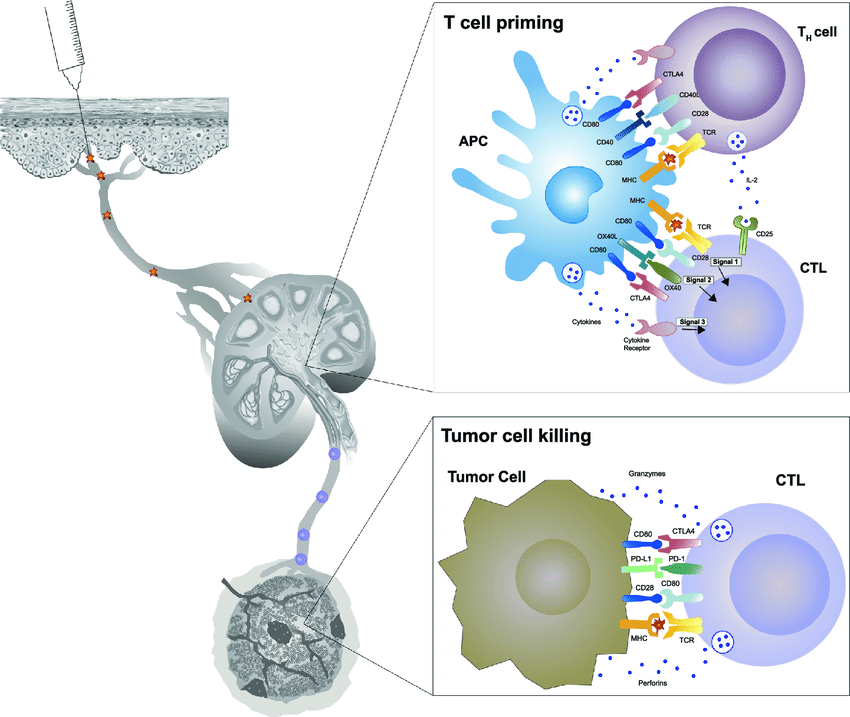 T cell priming
TH cell
CTLA4
CD40L
CD80
CD28
APC
CD40
TCR
CD80
MHC
IL-2
MHC
CD80
TCR
OX40L
CD25
CD80
CD28
Signal 1
CTL
Signal 2
OX40
CTLA4
Cytokines
Signal 3
Cytokine
Receptor
Tumor cell killing
Tumor Cell
Granzymes
CTL
CD80
CTLA4
PD-L1
PD-1
CD28
CD80
MHC
TCR
Perforins